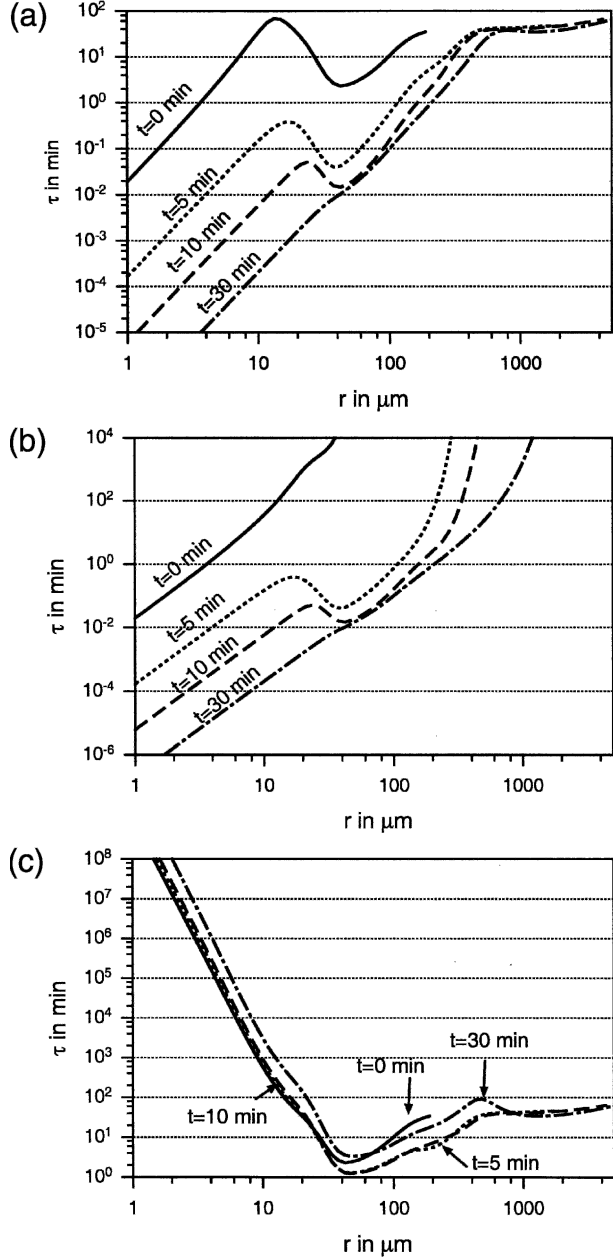 (a)
10²
10¹
10⁰
10⁻¹
10⁻²
10⁻³
10⁻⁴
10⁻⁵
τ in min
t=0 min
t=5 min
t=10 min
t=30 min
1 10 100 1000
r in μm
(b)
10⁴
10²
10⁰
10⁻²
10⁻⁴
10⁻⁶
τ in min
t=0 min
t=5 min
t=10 min
t=30 min
1 10 100 1000
r in μm
(c)
10⁸
10⁷
10⁶
10⁵
10⁴
10³
10²
10¹
10⁰
τ in min
t=30 min
t=0 min
t=10 min
t=5 min
1 10 100 1000
r in μm